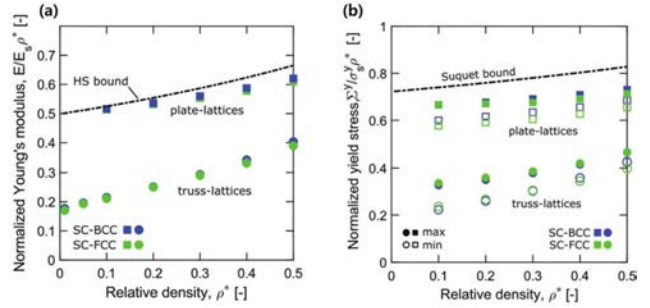 (a)
Normalized Young's modulus, E/E_sρ* [-]
0.7
0.6
0.5
0.4
0.3
0.2
0.1
0
HS bound
plate-lattices
truss-lattices
SC-BCC
SC-FCC
0 0.1 0.2 0.3 0.4 0.5
Relative density, ρ* [-]
(b)
Normalized yield stress, Σ^y/σ_s^yρ* [-]
1
0.8
0.6
0.4
0.2
0
Suquet bound
plate-lattices
truss-lattices
max
min
SC-BCC
SC-FCC
0 0.1 0.2 0.3 0.4 0.5
Relative density, ρ* [-]